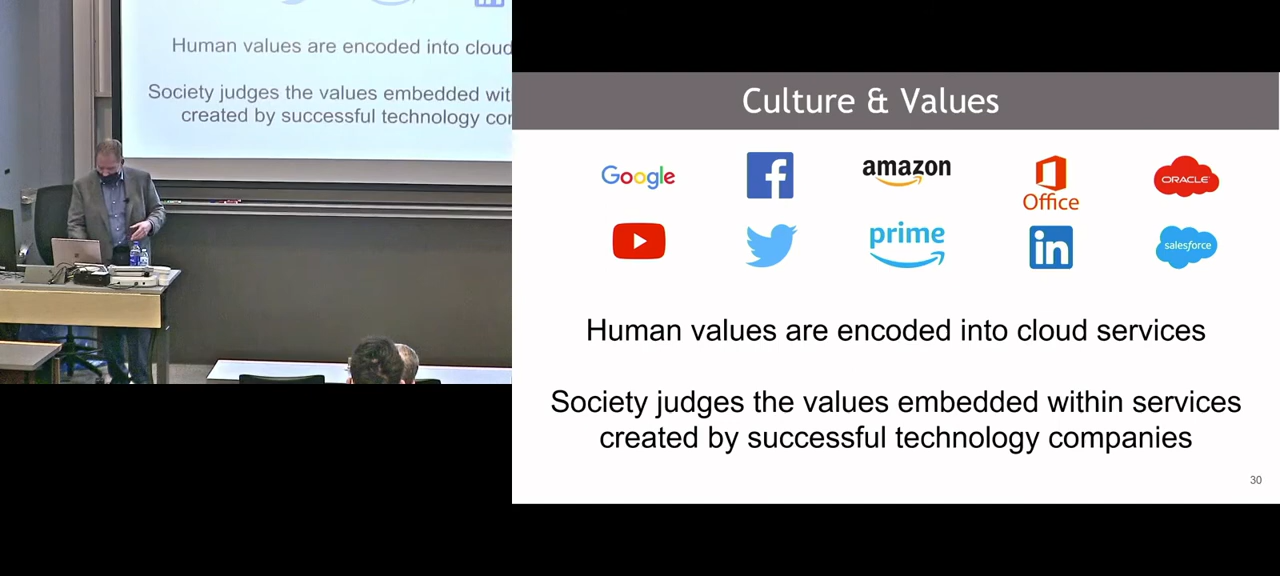 Human values are encoded into cloud
Society judges the values embedded wit
created by successful technology cor
Culture & Values
Google
amazon
Office
ORACLE
prime
in
salesforce
Human values are encoded into cloud services
Society judges the values embedded within services
created by successful technology companies
30